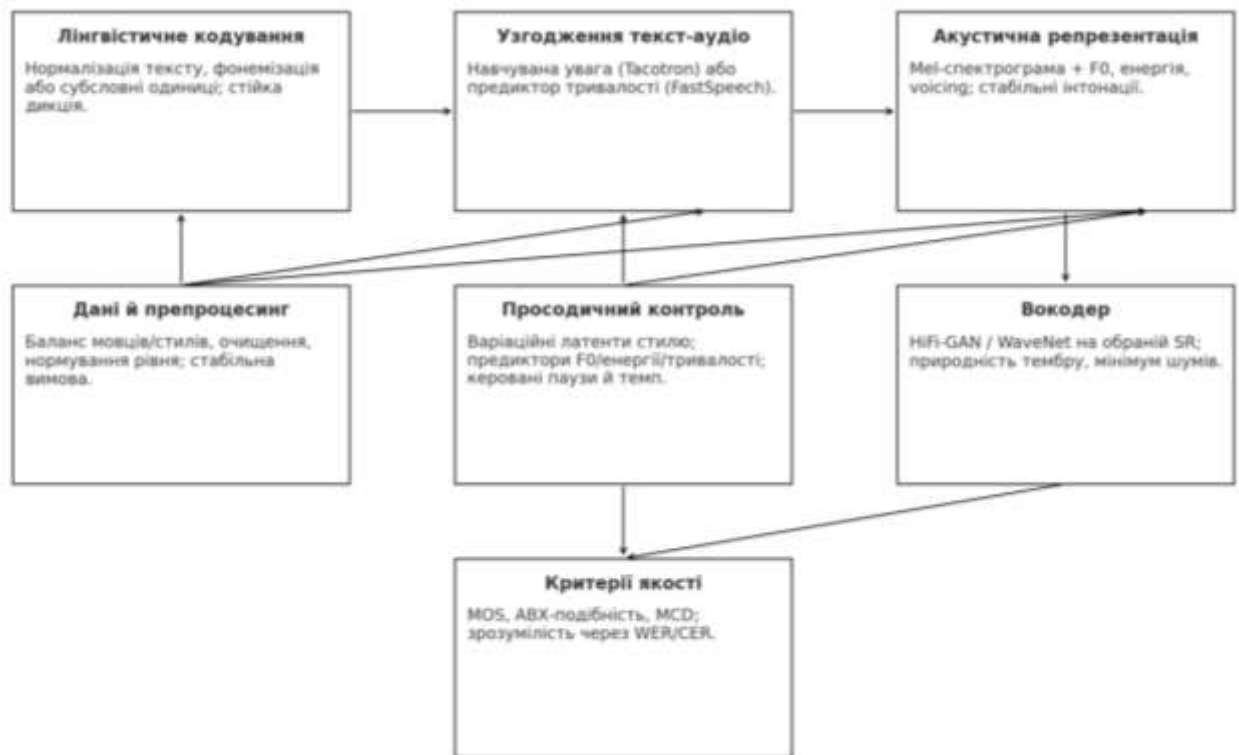 Лінгвістичне кодування
Нормалізація тексту, фонемізація
або субсловні одиниці; стійка
дикція.
Узгодження текст-аудіо
Навчувана увага (Tacotron) або
предиктор тривалості (FastSpeech).
Акустична репрезентація
Mel-спектрограма + F0, енергія,
voicing; стабільні інтонації.
Дані й препроцесинг
Баланс мовців/стилів, очищення,
нормування рівня; стабільна
вимова.
Просодичний контроль
Варіаційні латенти стилю;
предиктори F0/енергії/тривалості;
керовані паузи й темп.
Вокодер
HiFi-GAN / WaveNet на обраній SR;
природність тембру, мінімум шумів.
Критерії якості
MOS, ABX-подібність, MCD;
зрозумілість через WER/CER.